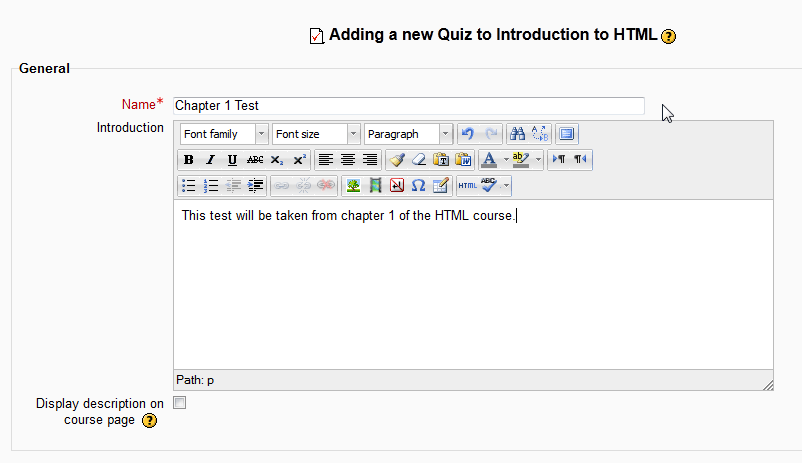 Adding a new Quiz to Introduction to HTML
General
Name*
Chapter 1 Test
Introduction
Font family Font size Paragraph
B I U ABC X₂ X²
HTML ABC
This test will be taken from chapter 1 of the HTML course.
Path: p
Display description on
course page